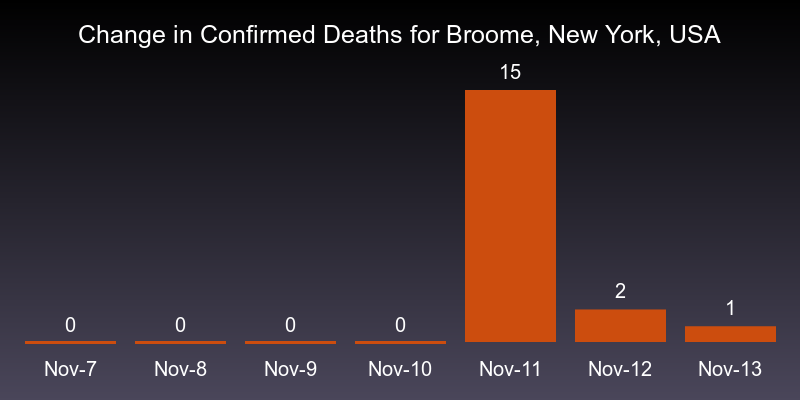 Change in Confirmed Deaths for Broome, New York, USA
15
2
1
0 0 0 0
Nov-7 Nov-8 Nov-9 Nov-10 Nov-11 Nov-12 Nov-13